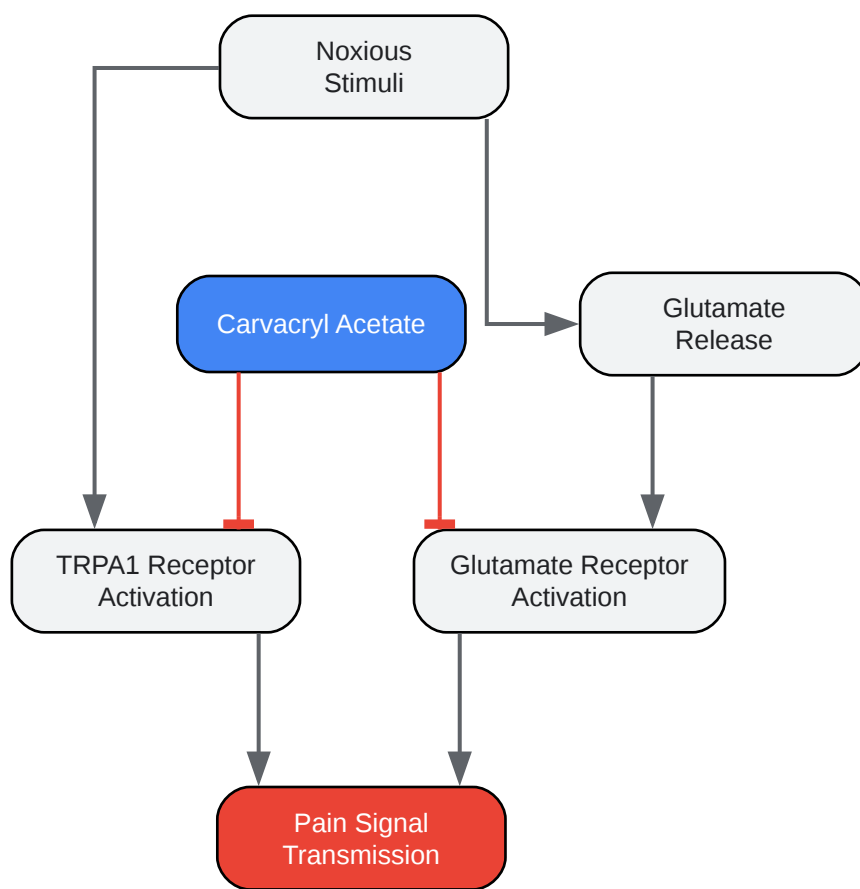 Noxious
Stimuli
Carvacryl Acetate
Glutamate
Release
TRPA1 Receptor
Activation
Glutamate Receptor
Activation
Pain Signal
Transmission